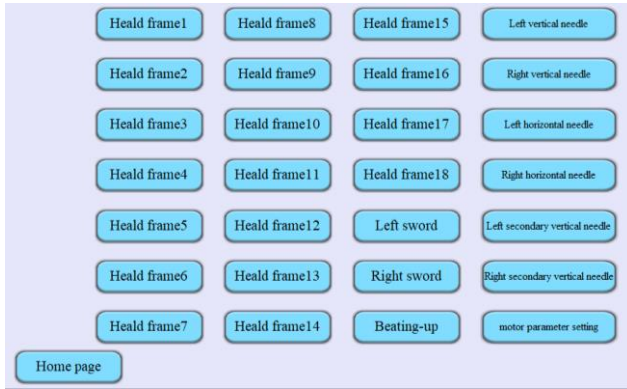 Heald frame1 Heald frame8 Heald frame15 Left vertical needle
Heald frame2 Heald frame9 Heald frame16 Right vertical needle
Heald frame3 Heald frame10 Heald frame17 Left horizontal needle
Heald frame4 Heald frame11 Heald frame18 Right horizontal needle
Heald frame5 Heald frame12 Left sword Left secondary vertical needle
Heald frame6 Heald frame13 Right sword Right secondary vertical needle
Heald frame7 Heald frame14 Beating-up motor parameter setting
Home page